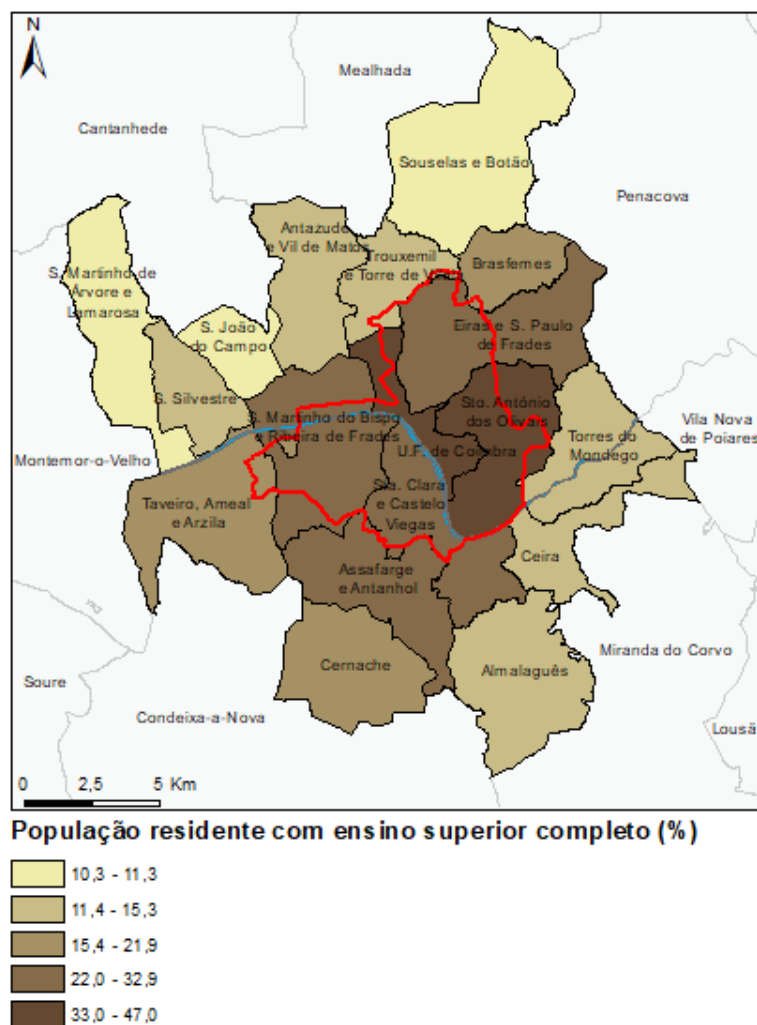 N
Mealhada
Cantanhede
Souselas e Botão
Penacova
Antazude
e Vil de Matos
Trouxemil
e Torre de Vilela
Brasfemes
S. Martinho de
Árvore e
Lamarosa
S. João
do Campo
Eiras e S. Paulo
de Frades
S. Silvestre
Sto. António
dos Olivais
S. Martinho do Bispo
e Ribeira de Frades
U.F. de Coimbra
Torres do
Mondego
Vila Nova
de Poiares
Montemor-o-Velho
Taveiro, Ameal
e Arzila
Sta. Clara
e Castelo
Viegas
Assafarge
e Antanhol
Ceira
Cernache
Almalaguês
Miranda do Corvo
Soure
Condeixa-a-Nova
Lousã
0 2,5 5 Km
População residente com ensino superior completo (%)
10,3 - 11,3
11,4 - 15,3
15,4 - 21,9
22,0 - 32,9
33,0 - 47,0